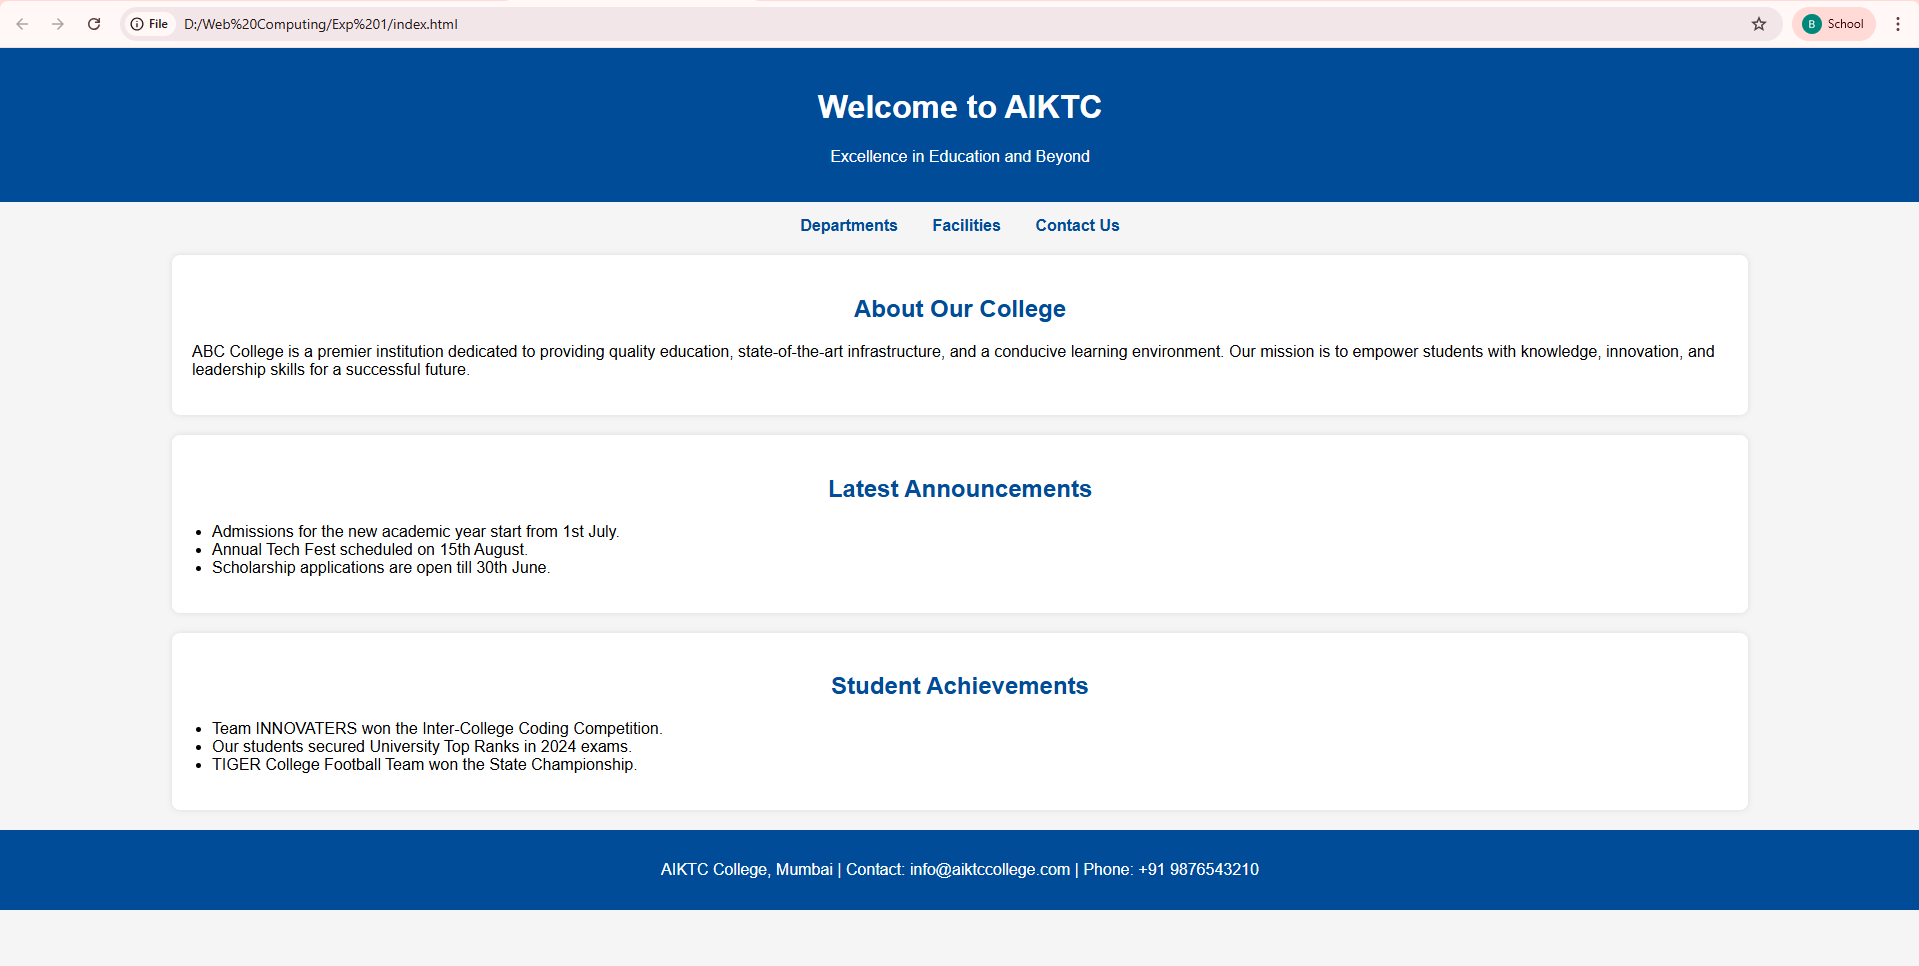 File D:/Web%20Computing/Exp%201/index.html B School
Welcome to AIKTC
Excellence in Education and Beyond
Departments Facilities Contact Us
About Our College
ABC College is a premier institution dedicated to providing quality education, state-of-the-art infrastructure, and a conducive learning environment. Our mission is to empower students with knowledge, innovation, and
leadership skills for a successful future.
Latest Announcements
• Admissions for the new academic year start from 1st July.
• Annual Tech Fest scheduled on 15th August.
• Scholarship applications are open till 30th June.
Student Achievements
• Team INNOVATERS won the Inter-College Coding Competition.
• Our students secured University Top Ranks in 2024 exams.
• TIGER College Football Team won the State Championship.
AIKTC College, Mumbai | Contact: info@aiktccollege.com | Phone: +91 9876543210